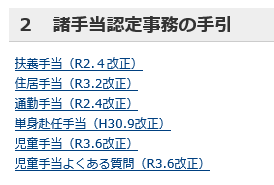 2　諸手当認定事務の手引
扶義手当（R2.４改正）
住居手当（R3.2改正）
通勤手当（R2.4改正）
単身赴任手当（H30.9改正）
児童手当（R3.6改正）
児童手当よくある質問（R3.6改正）